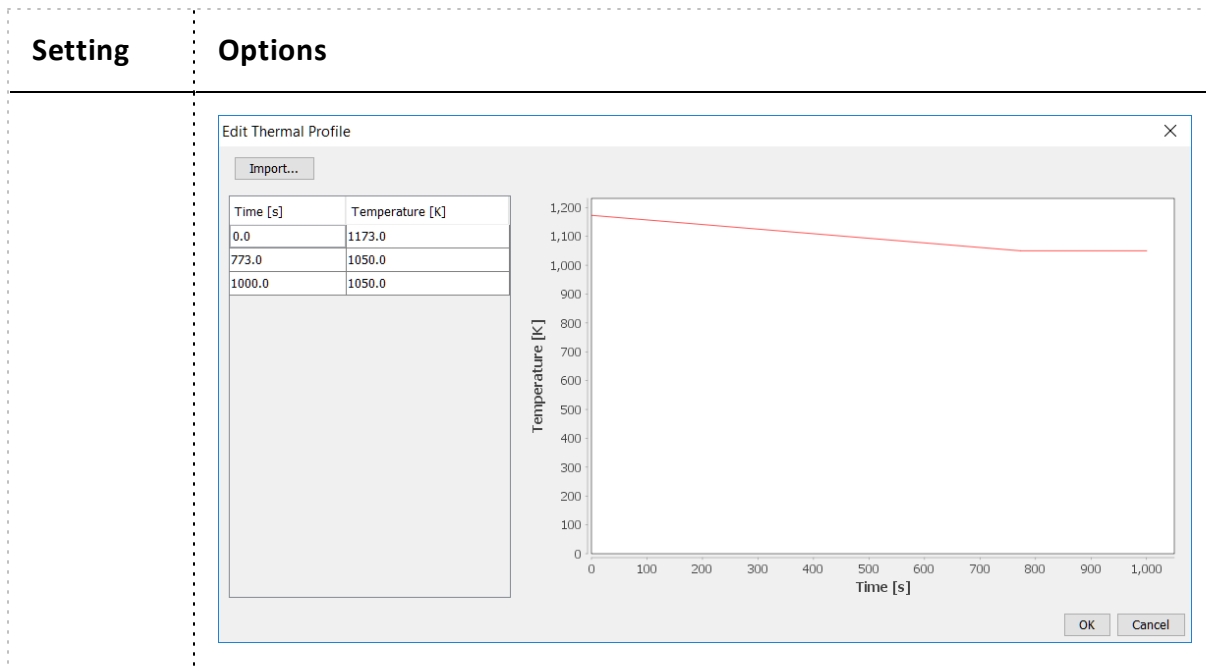 Setting Options
Edit Thermal Profile
Import...
Time [s] Temperature [K]
0.0 1173.0
773.0 1050.0
1000.0 1050.0
Temperature [K]
1,200
1,100
1,000
900
800
700
600
500
400
300
200
100
0
0 100 200 300 400 500 600 700 800 900 1,000
Time [s]
OK Cancel